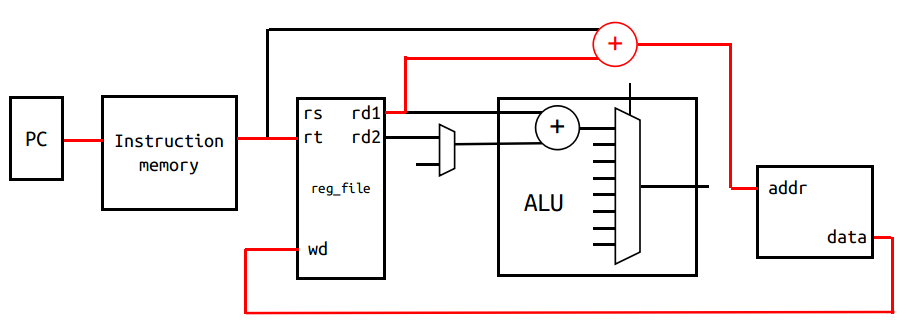 +
PC
Instruction
memory
rs rd1
rt rd2
reg_file
wd
+
ALU
addr
data